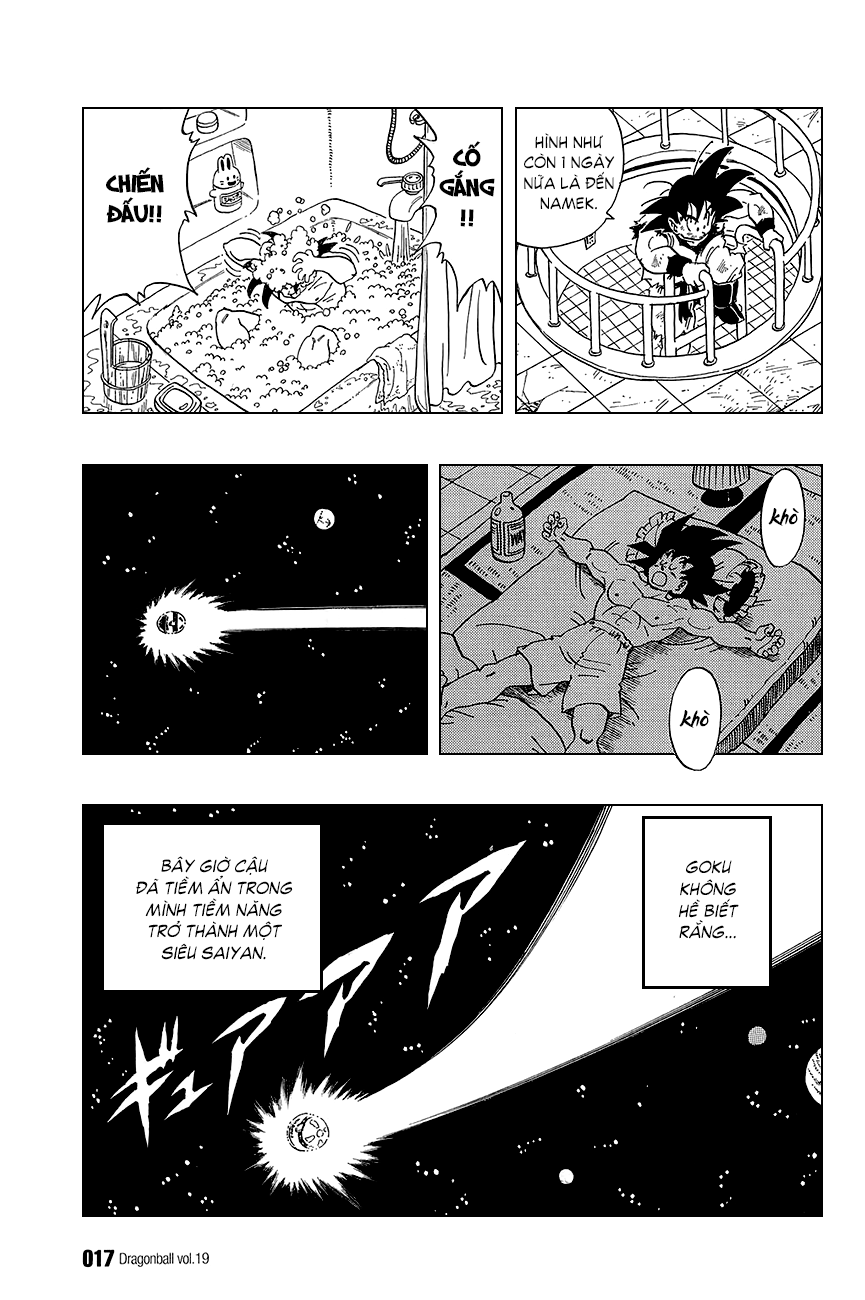 HÌNH NHƯ
CÒN 1 NGÀY
NỮA LÀ ĐẾN
NAMEK.
CỐ
GẮNG
!!
CHIẾN
ĐẤU!!
khò
khò
GOKU
KHÔNG
HỀ BIẾT
RẰNG...
BÂY GIỜ CẬU
ĐÃ TIỀM ẨN TRONG
MÌNH TIỀM NĂNG
TRỞ THÀNH MỘT
SIÊU SAIYAN.
ギュアアア
017 Dragonball vol.19